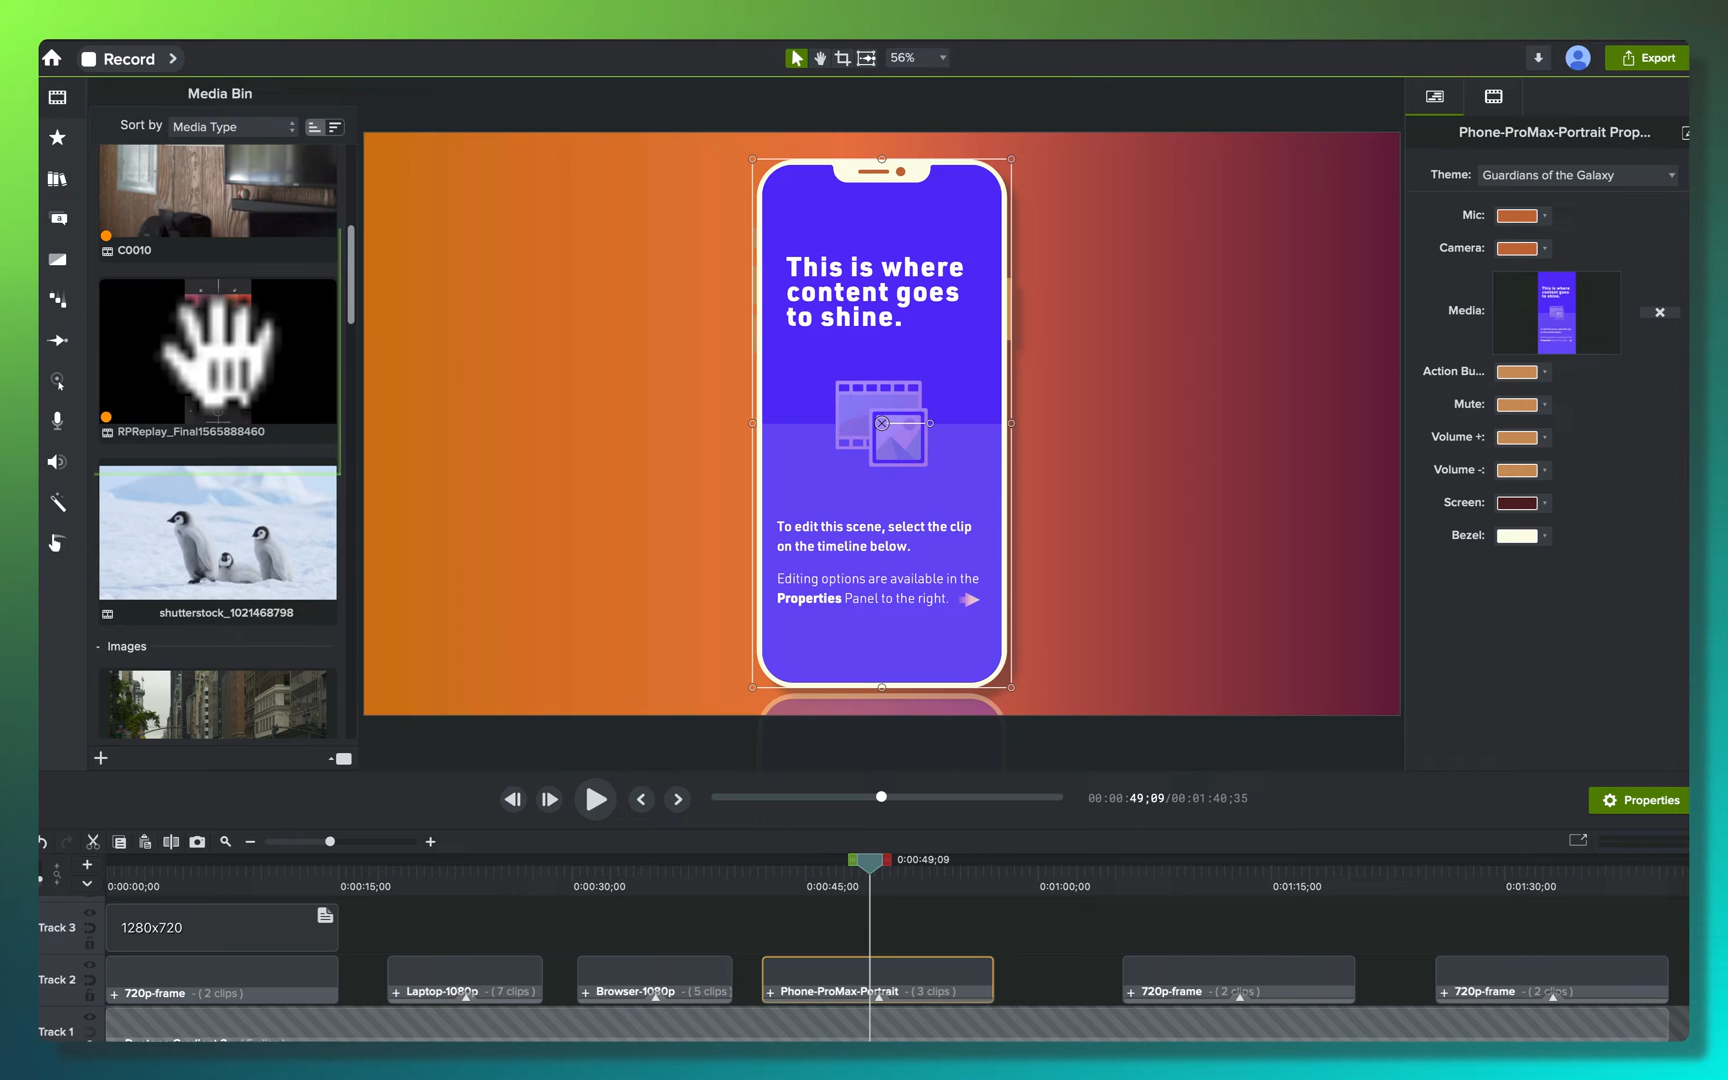 Record
56%
Export
Media Bin
Sort by
Media Type
C0010
RPReplay_Final1565888460
shutterstock_1021468798
Images
This is where
content goes
to shine.
To edit this scene, select the clip
on the timeline below.
Editing options are available in the
Properties Panel to the right.
Phone-ProMax-Portrait Prop...
Theme:
Guardians of the Galaxy
Mic:
Camera:
Media:
Action Bu...
Mute:
Volume +:
Volume -:
Screen:
Bezel:
00:00:49;09/00:01:40;35
Properties
0:00:49;09
0:00:00;00
0:00:15;00
0:00:30;00
0:00:45;00
0:01:00;00
0:01:15;00
0:01:30;00
Track 3
1280x720
Track 2
+ 720p-frame - (2 clips)
+ Laptop-1080p - (7 clips)
+ Browser-1080p - (5 clips)
+ Phone-ProMax-Portrait - (3 clips)
+ 720p-frame - (2 clips)
+ 720p-frame - (2 clips)
Track 1